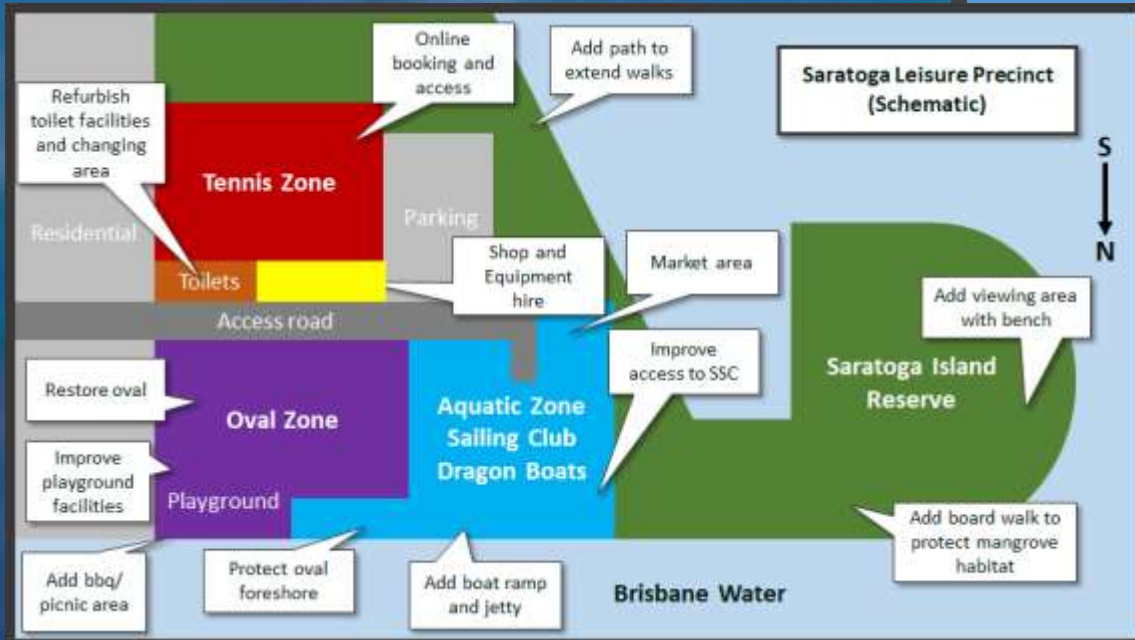 Online
booking and
access
Add path to
extend walks
Saratoga Leisure Precinct
(Schematic)
Refurbish
toilet facilities
and changing
area
S
N
Tennis Zone
Residential
Parking
Shop and
Equipment
hire
Market area
Toilets
Add viewing area
with bench
Access road
Improve
access to SSC
Saratoga Island
Reserve
Restore oval
Oval Zone
Aquatic Zone
Sailing Club
Dragon Boats
Improve
playground
facilities
Playground
Add board walk to
protect mangrove
habitat
Add bbq/
picnic area
Protect oval
foreshore
Add boat ramp
and jetty
Brisbane Water